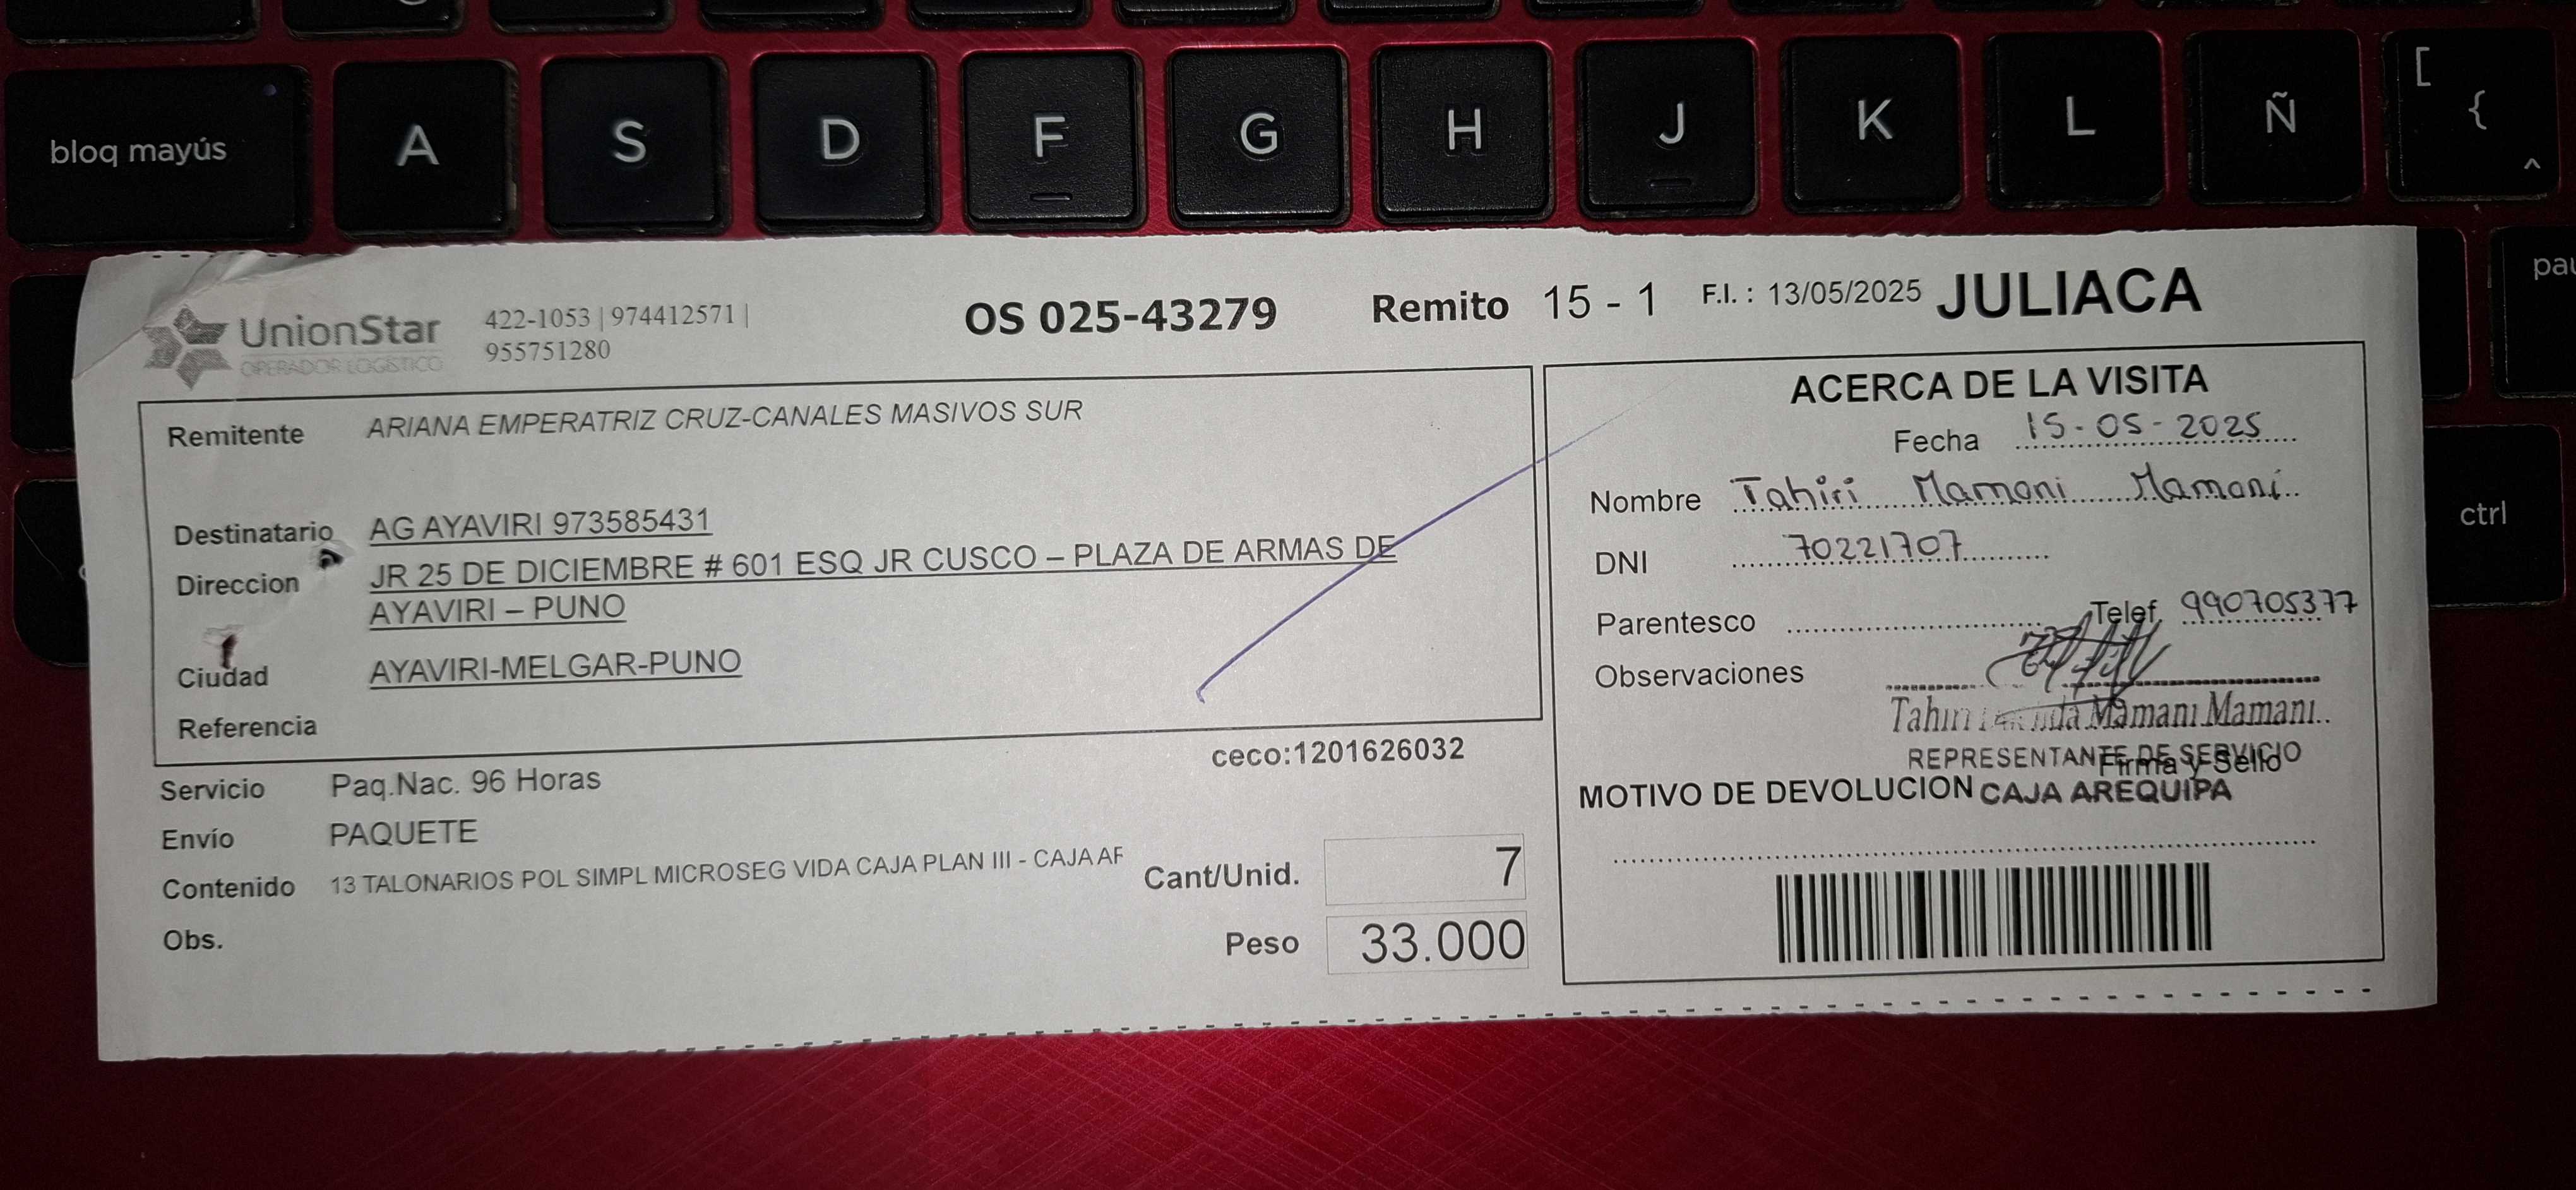 [
bloq mayús A S D F G H J K L Ñ {
^
pau
ctrl
UnionStar
OPERADOR LOGÍSTICO
422-1053 | 974412571 |
955751280
OS 025-43279 Remito 15 - 1 F.I. : 13/05/2025 JULIACA
Remitente ARIANA EMPERATRIZ CRUZ-CANALES MASIVOS SUR
Destinatario AG AYAVIRI 973585431
Direccion JR 25 DE DICIEMBRE # 601 ESQ JR CUSCO – PLAZA DE ARMAS DE
AYAVIRI – PUNO
Ciudad AYAVIRI-MELGAR-PUNO
Referencia
ceco:1201626032
Servicio Paq.Nac. 96 Horas
Envío PAQUETE
Contenido 13 TALONARIOS POL SIMPL MICROSEG VIDA CAJA PLAN III - CAJA AF
Cant/Unid. 7
Obs.
Peso 33.000
ACERCA DE LA VISITA
Fecha 15-05-2025
Nombre Tahiri Mamani Mamani
DNI 70221707
Parentesco Telef. 990705377
Observaciones
Tahiri Mamani Mamani
REPRESENTANTE DE SERVICIO
Firma y Sello
MOTIVO DE DEVOLUCION CAJA AREQUIPA